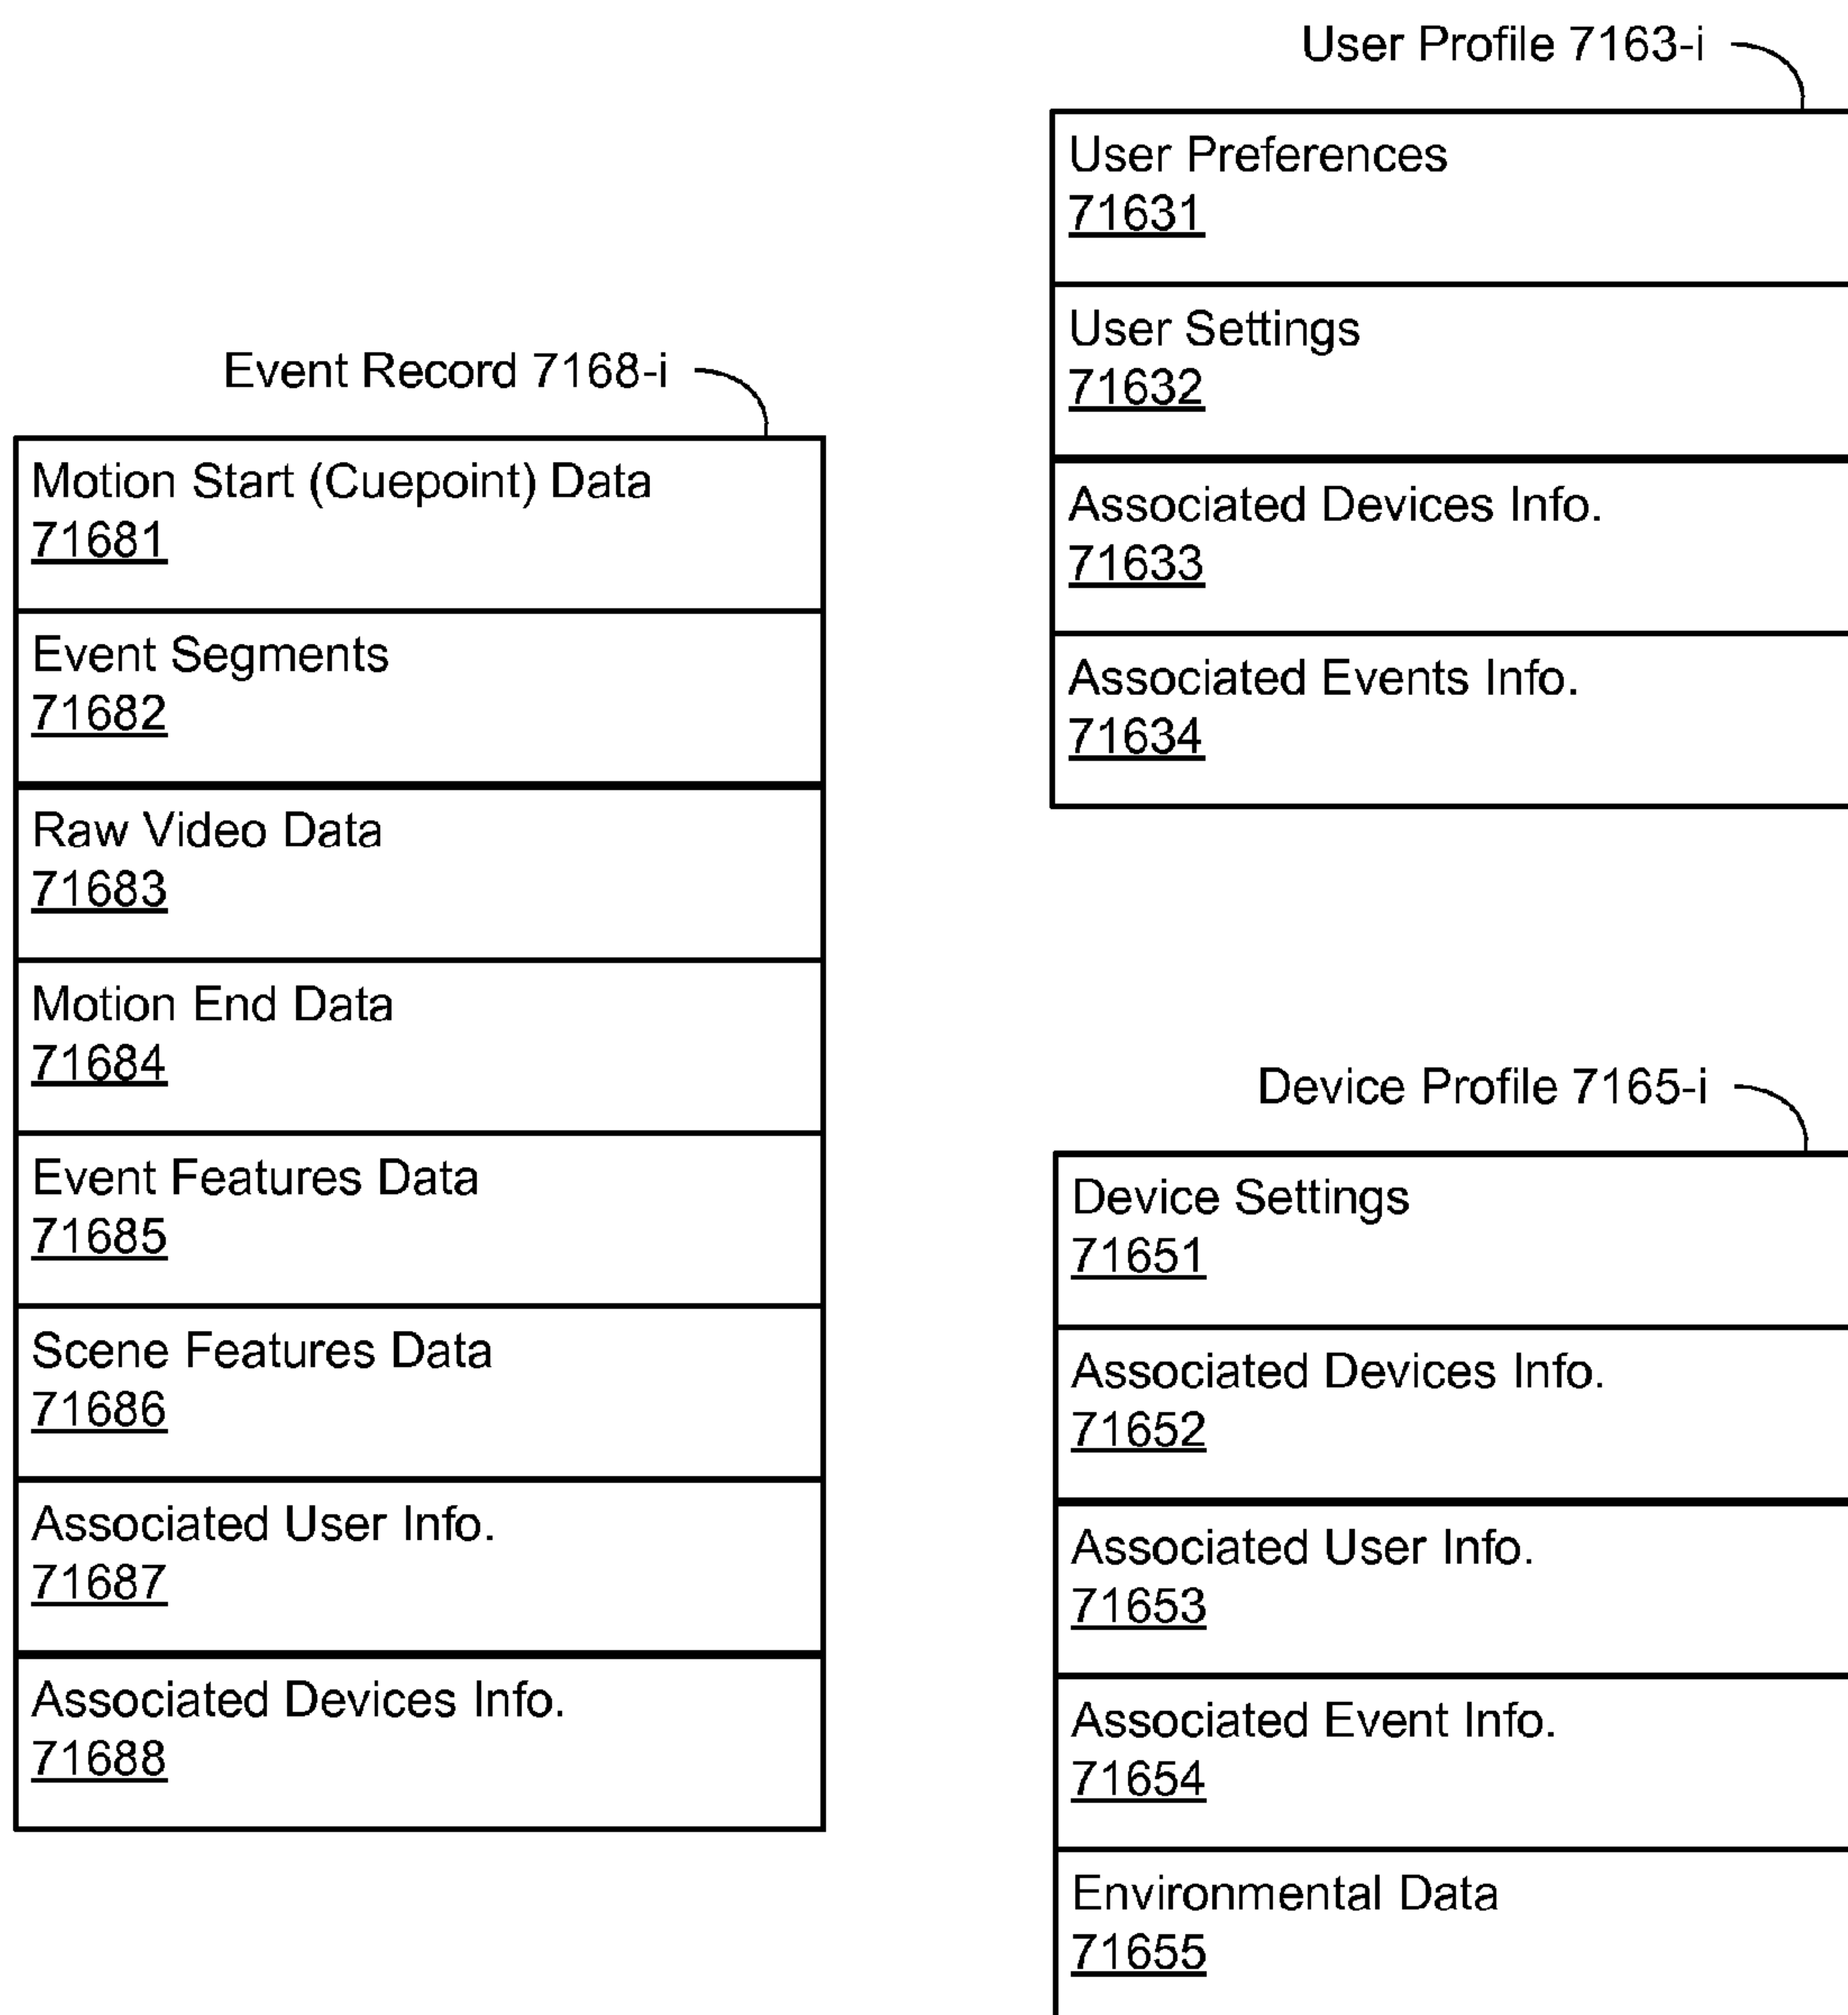 Event Record 7168-i
Motion Start (Cuepoint) Data
71681
Event Segments
71682
Raw Video Data
71683
Motion End Data
71684
Event Features Data
71685
Scene Features Data
71686
Associated User Info.
71687
Associated Devices Info.
71688
User Profile 7163-i
User Preferences
71631
User Settings
71632
Associated Devices Info.
71633
Associated Events Info.
71634
Device Profile 7165-i
Device Settings
71651
Associated Devices Info.
71652
Associated User Info.
71653
Associated Event Info.
71654
Environmental Data
71655